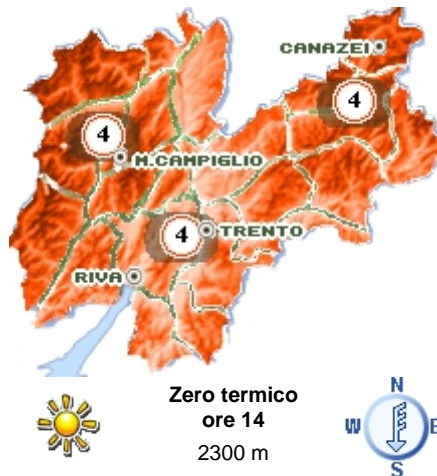 CANAZEI
4
4
M.CAMPIGLIO
4
TRENTO
RIVA
Zero termico
ore 14
2300 m
N
W E
S